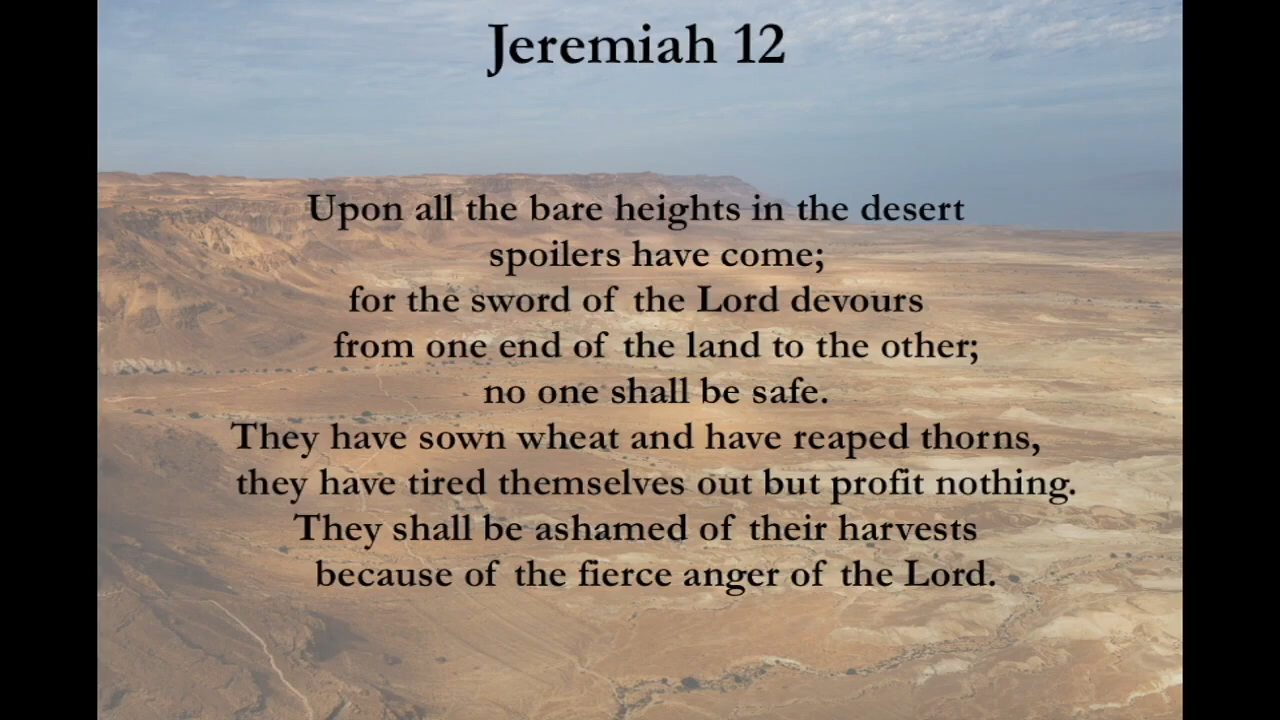 Jeremiah 12
Upon all the bare heights in the desert
spoilers have come;
for the sword of the Lord devours
from one end of the land to the other;
no one shall be safe.
They have sown wheat and have reaped thorns,
they have tired themselves out but profit nothing.
They shall be ashamed of their harvests
because of the fierce anger of the Lord.